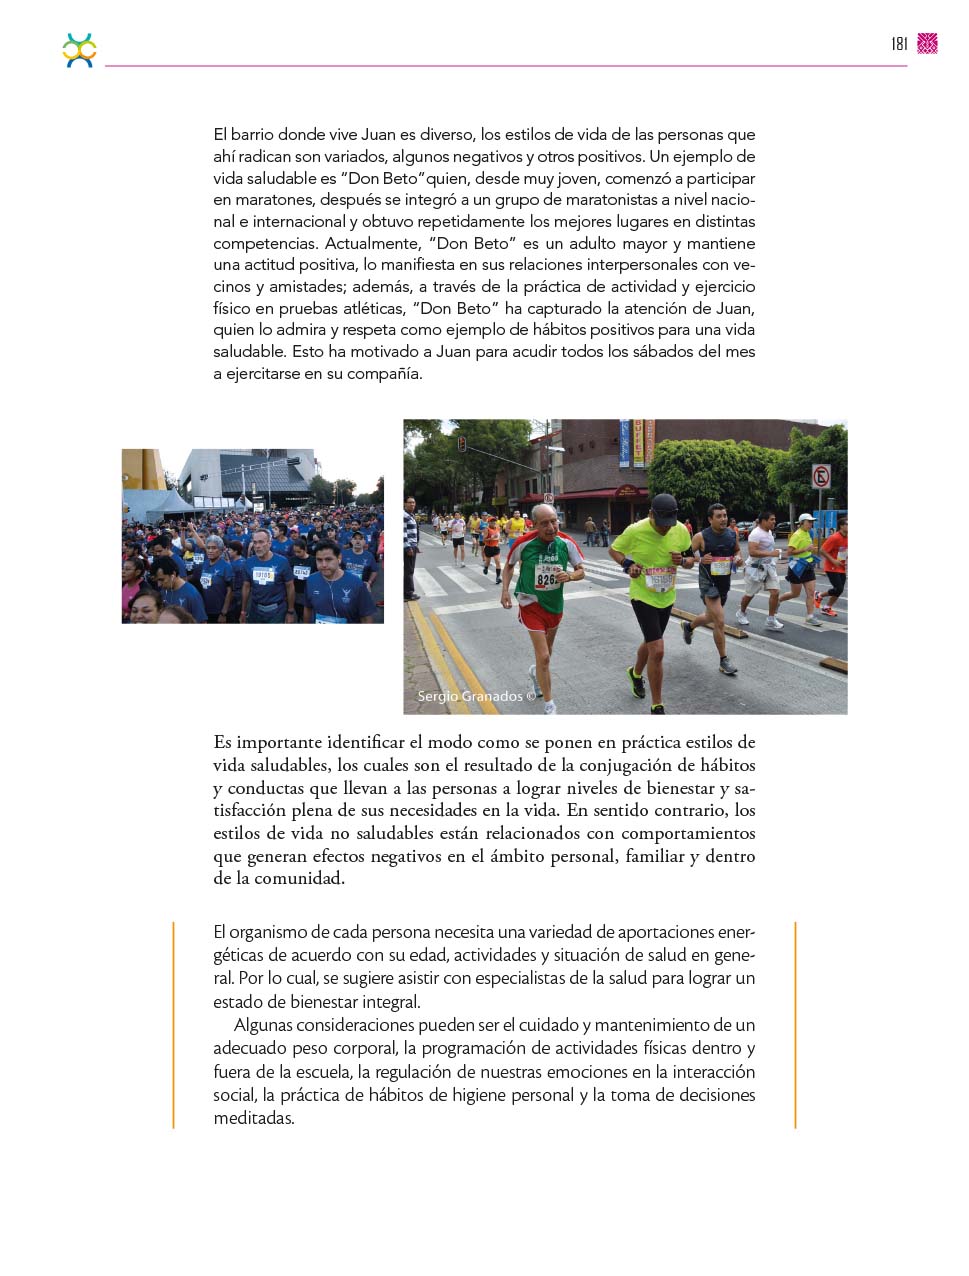 181
El barrio donde vive Juan es diverso, los estilos de vida de las personas que
ahí radican son variados, algunos negativos y otros positivos. Un ejemplo de
vida saludable es “Don Beto”quien, desde muy joven, comenzó a participar
en maratones, después se integró a un grupo de maratonistas a nivel nacio-
nal e internacional y obtuvo repetidamente los mejores lugares en distintas
competencias. Actualmente, “Don Beto” es un adulto mayor y mantiene
una actitud positiva, lo manifiesta en sus relaciones interpersonales con ve-
cinos y amistades; además, a través de la práctica de actividad y ejercicio
físico en pruebas atléticas, “Don Beto” ha capturado la atención de Juan,
quien lo admira y respeta como ejemplo de hábitos positivos para una vida
saludable. Esto ha motivado a Juan para acudir todos los sábados del mes
a ejercitarse en su compañía.
BUFFET
826
Sergio Granados ©
Es importante identificar el modo como se ponen en práctica estilos de
vida saludables, los cuales son el resultado de la conjugación de hábitos
y conductas que llevan a las personas a lograr niveles de bienestar y sa-
tisfacción plena de sus necesidades en la vida. En sentido contrario, los
estilos de vida no saludables están relacionados con comportamientos
que generan efectos negativos en el ámbito personal, familiar y dentro
de la comunidad.
El organismo de cada persona necesita una variedad de aportaciones ener-
géticas de acuerdo con su edad, actividades y situación de salud en gene-
ral. Por lo cual, se sugiere asistir con especialistas de la salud para lograr un
estado de bienestar integral.
Algunas consideraciones pueden ser el cuidado y mantenimiento de un
adecuado peso corporal, la programación de actividades físicas dentro y
fuera de la escuela, la regulación de nuestras emociones en la interacción
social, la práctica de hábitos de higiene personal y la toma de decisiones
meditadas.